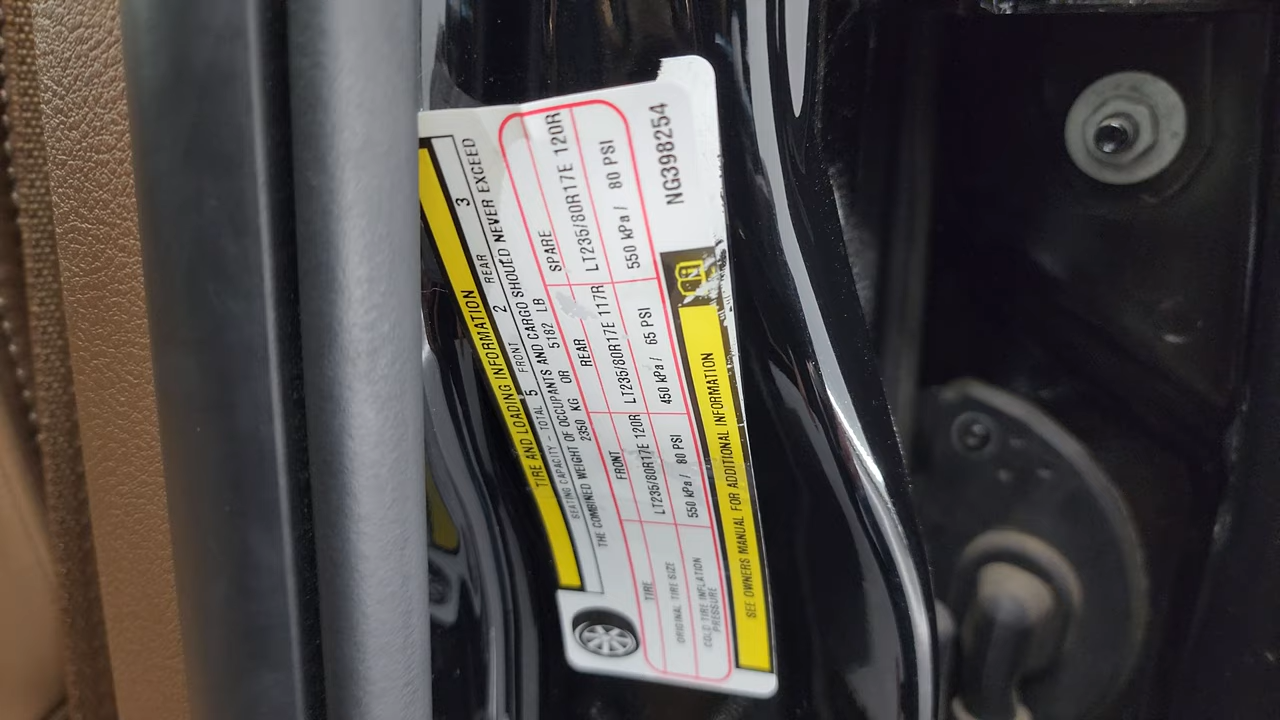 TIRE AND LOADING INFORMATION
SEATING CAPACITY - TOTAL 5 FRONT 2 REAR 3
THE COMBINED WEIGHT OF OCCUPANTS AND CARGO SHOULD NEVER EXCEED
2350 KG OR 5182 LB
TIRE FRONT REAR SPARE
ORIGINAL TIRE SIZE LT235/80R17E 120R LT235/80R17E 117R LT235/80R17E 120R
COLD TIRE INFLATION PRESSURE 550 kPa / 80 PSI 450 kPa / 65 PSI 550 kPa / 80 PSI
SEE OWNERS MANUAL FOR ADDITIONAL INFORMATION
NG398254